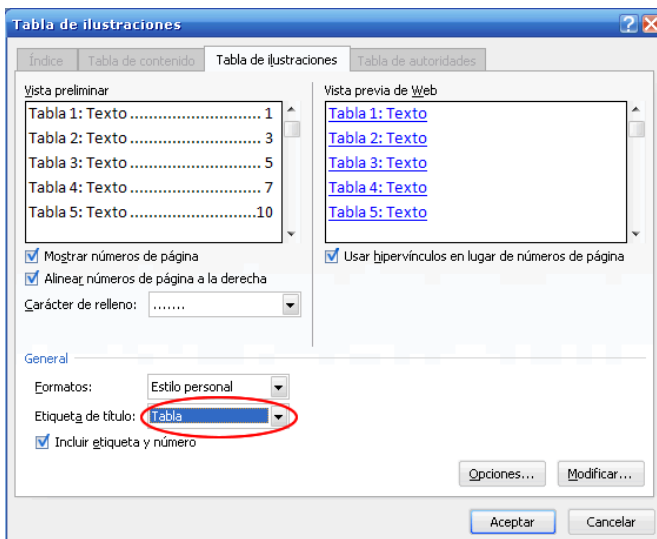 Tabla de ilustraciones
Índice Tabla de contenido Tabla de ilustraciones Tabla de autoridades
Vista preliminar
Tabla 1: Texto ............................. 1
Tabla 2: Texto ............................. 3
Tabla 3: Texto ............................. 5
Tabla 4: Texto ............................. 7
Tabla 5: Texto ............................10
Vista previa de Web
Tabla 1: Texto
Tabla 2: Texto
Tabla 3: Texto
Tabla 4: Texto
Tabla 5: Texto
Mostrar números de página
Alinear números de página a la derecha
Carácter de relleno: .......
Usar hipervínculos en lugar de números de página
General
Formatos: Estilo personal
Etiqueta de título: Tabla
Incluir etiqueta y número
Opciones... Modificar...
Aceptar Cancelar